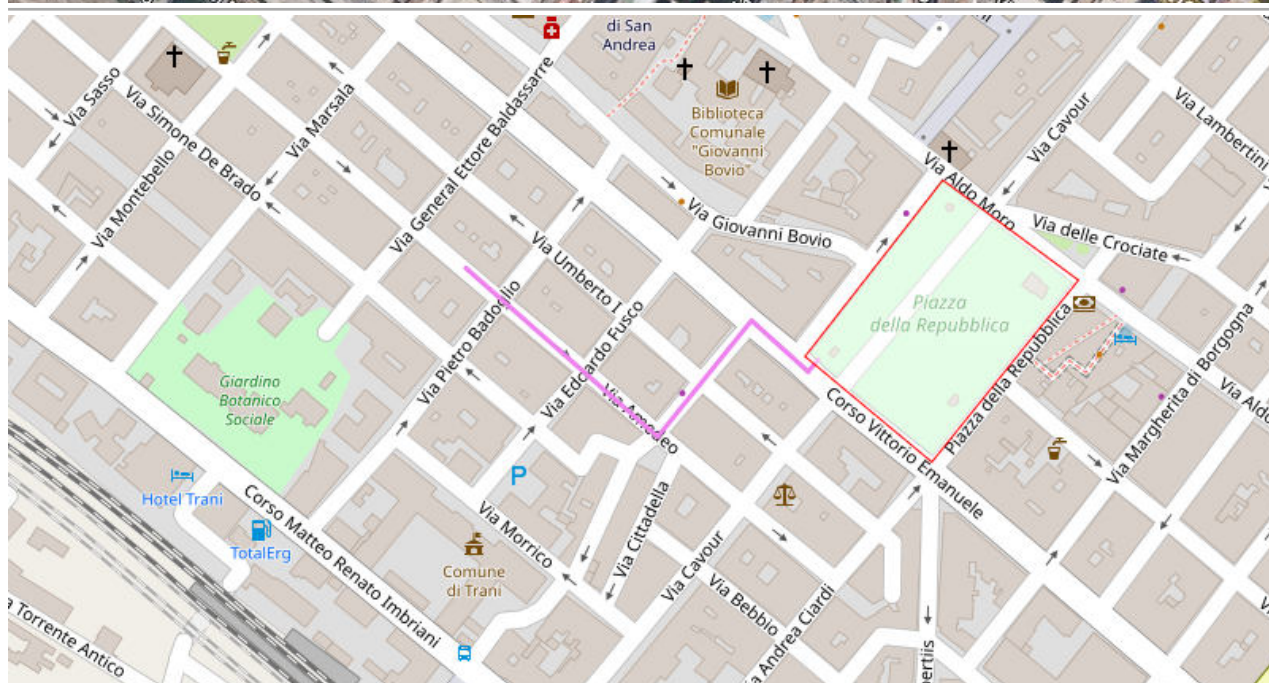 di San
Andrea
Via Sasso
Via Simone De Brado
Via Marsala
Via General Ettore Baldassarre
Biblioteca
Comunale
"Giovanni
Bovio"
Via Cavour
Via Lambertini
Via Aldo Moro
Via Montebello
Via Giovanni Bovio
Via delle Crociate
Via Umberto I
Via Pietro Badoglio
Piazza
della Repubblica
Via Edoardo Fusco
Piazza della Repubblica
Via Margherita di Borgogna
Via Aldo
Giardino
Botanico
Sociale
Via Amedeo
Corso Vittorio Emanuele
P
Hotel Trani
Corso Matteo Renato Imbriani
TotalErg
Via Morrico
Via Cittadella
Comune
di Trani
Via Cavour
Via Bebbio
Via Andrea Ciardi
a Torrente Antico
bertiis